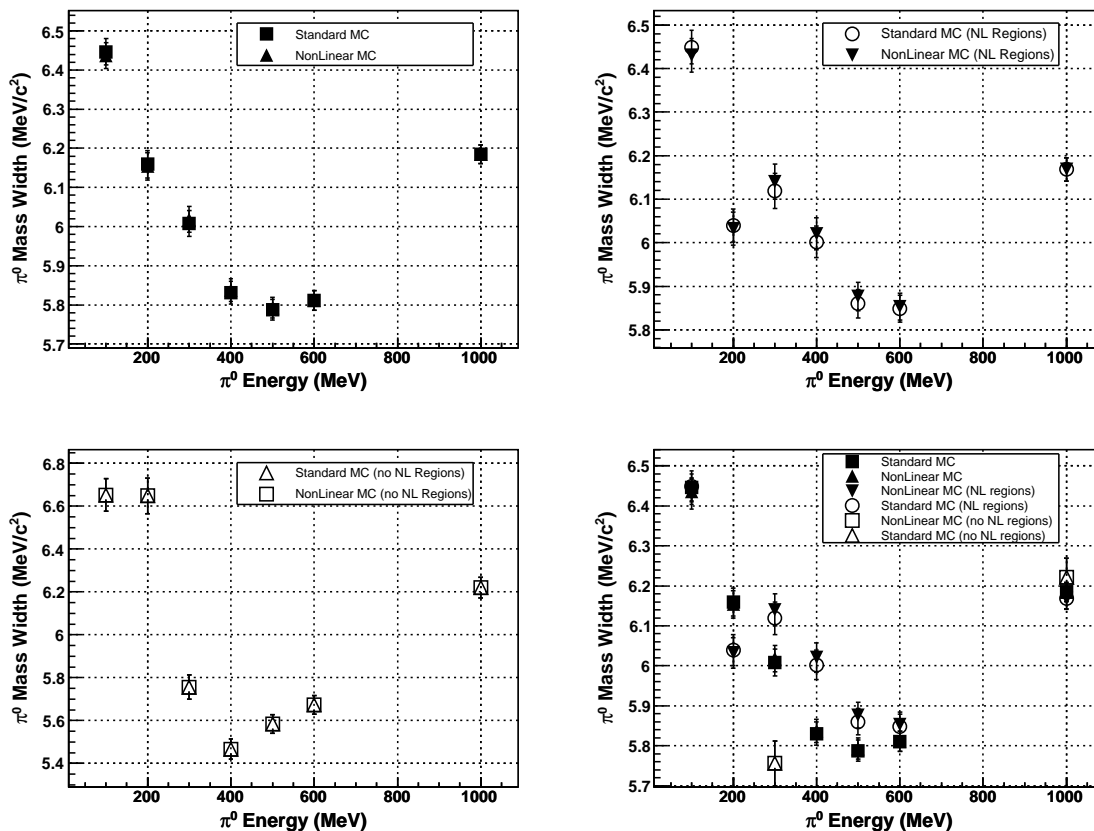 Standard MC
NonLinear MC
6.5
6.4
6.3
6.2
6.1
6
5.9
5.8
5.7
π⁰ Mass Width (MeV/c²)
200 400 600 800 1000
π⁰ Energy (MeV)
Standard MC (NL Regions)
NonLinear MC (NL Regions)
6.5
6.4
6.3
6.2
6.1
6
5.9
5.8
π⁰ Mass Width (MeV/c²)
200 400 600 800 1000
π⁰ Energy (MeV)
Standard MC (no NL Regions)
NonLinear MC (no NL Regions)
6.8
6.6
6.4
6.2
6
5.8
5.6
5.4
π⁰ Mass Width (MeV/c²)
200 400 600 800 1000
π⁰ Energy (MeV)
Standard MC
NonLinear MC
NonLinear MC (NL regions)
Standard MC (NL regions)
NonLinear MC (no NL regions)
Standard MC (no NL regions)
6.5
6.4
6.3
6.2
6.1
6
5.9
5.8
5.7
π⁰ Mass Width (MeV/c²)
200 400 600 800 1000
π⁰ Energy (MeV)